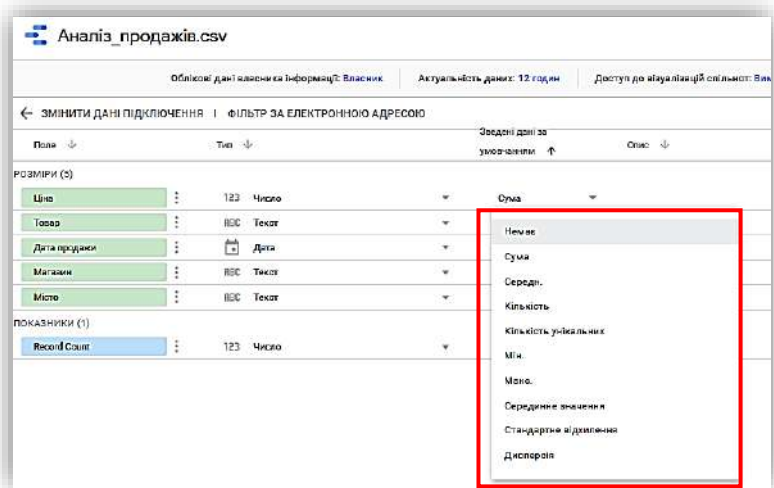 Аналіз_продажів.csv
Облікові дані власника інформації: Власник Актуальність даних: 12 годин Доступ до візуалізацій спільнот: Вим
← ЗМІНИТИ ДАНІ ПІДКЛЮЧЕННЯ | ФІЛЬТР ЗА ЕЛЕКТРОННОЮ АДРЕСОЮ
Поле ↓ Тип ↓ Зведені дані за умовчанням ↑ Опис ↓
РОЗМІРИ (5)
Ціна 123 Число Сума
Товар ABC Текст
Дата продажи Дата
Магазин ABC Текст
Місто ABC Текст
ПОКАЗНИКИ (1)
Record Count 123 Число
Немає
Сума
Середн.
Кількість
Кількість унікальних
Мін.
Макс.
Серединне значення
Стандартне відхилення
Дисперсія